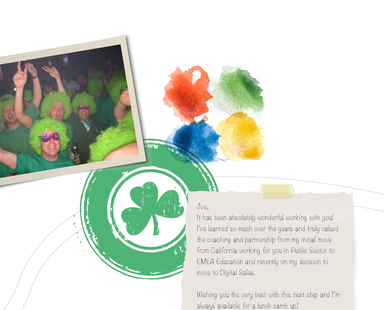 Joe,
It has been absolutely wonderful working with you!
I've learned so much over the years and truly valued
the coaching and partnership from my initial move
from California working for you in Public Sector to
EMEA Education and recently on my decision to
move to Digital Sales.
Wishing you the very best with this next step and I'm
always available for a lunch catch up!